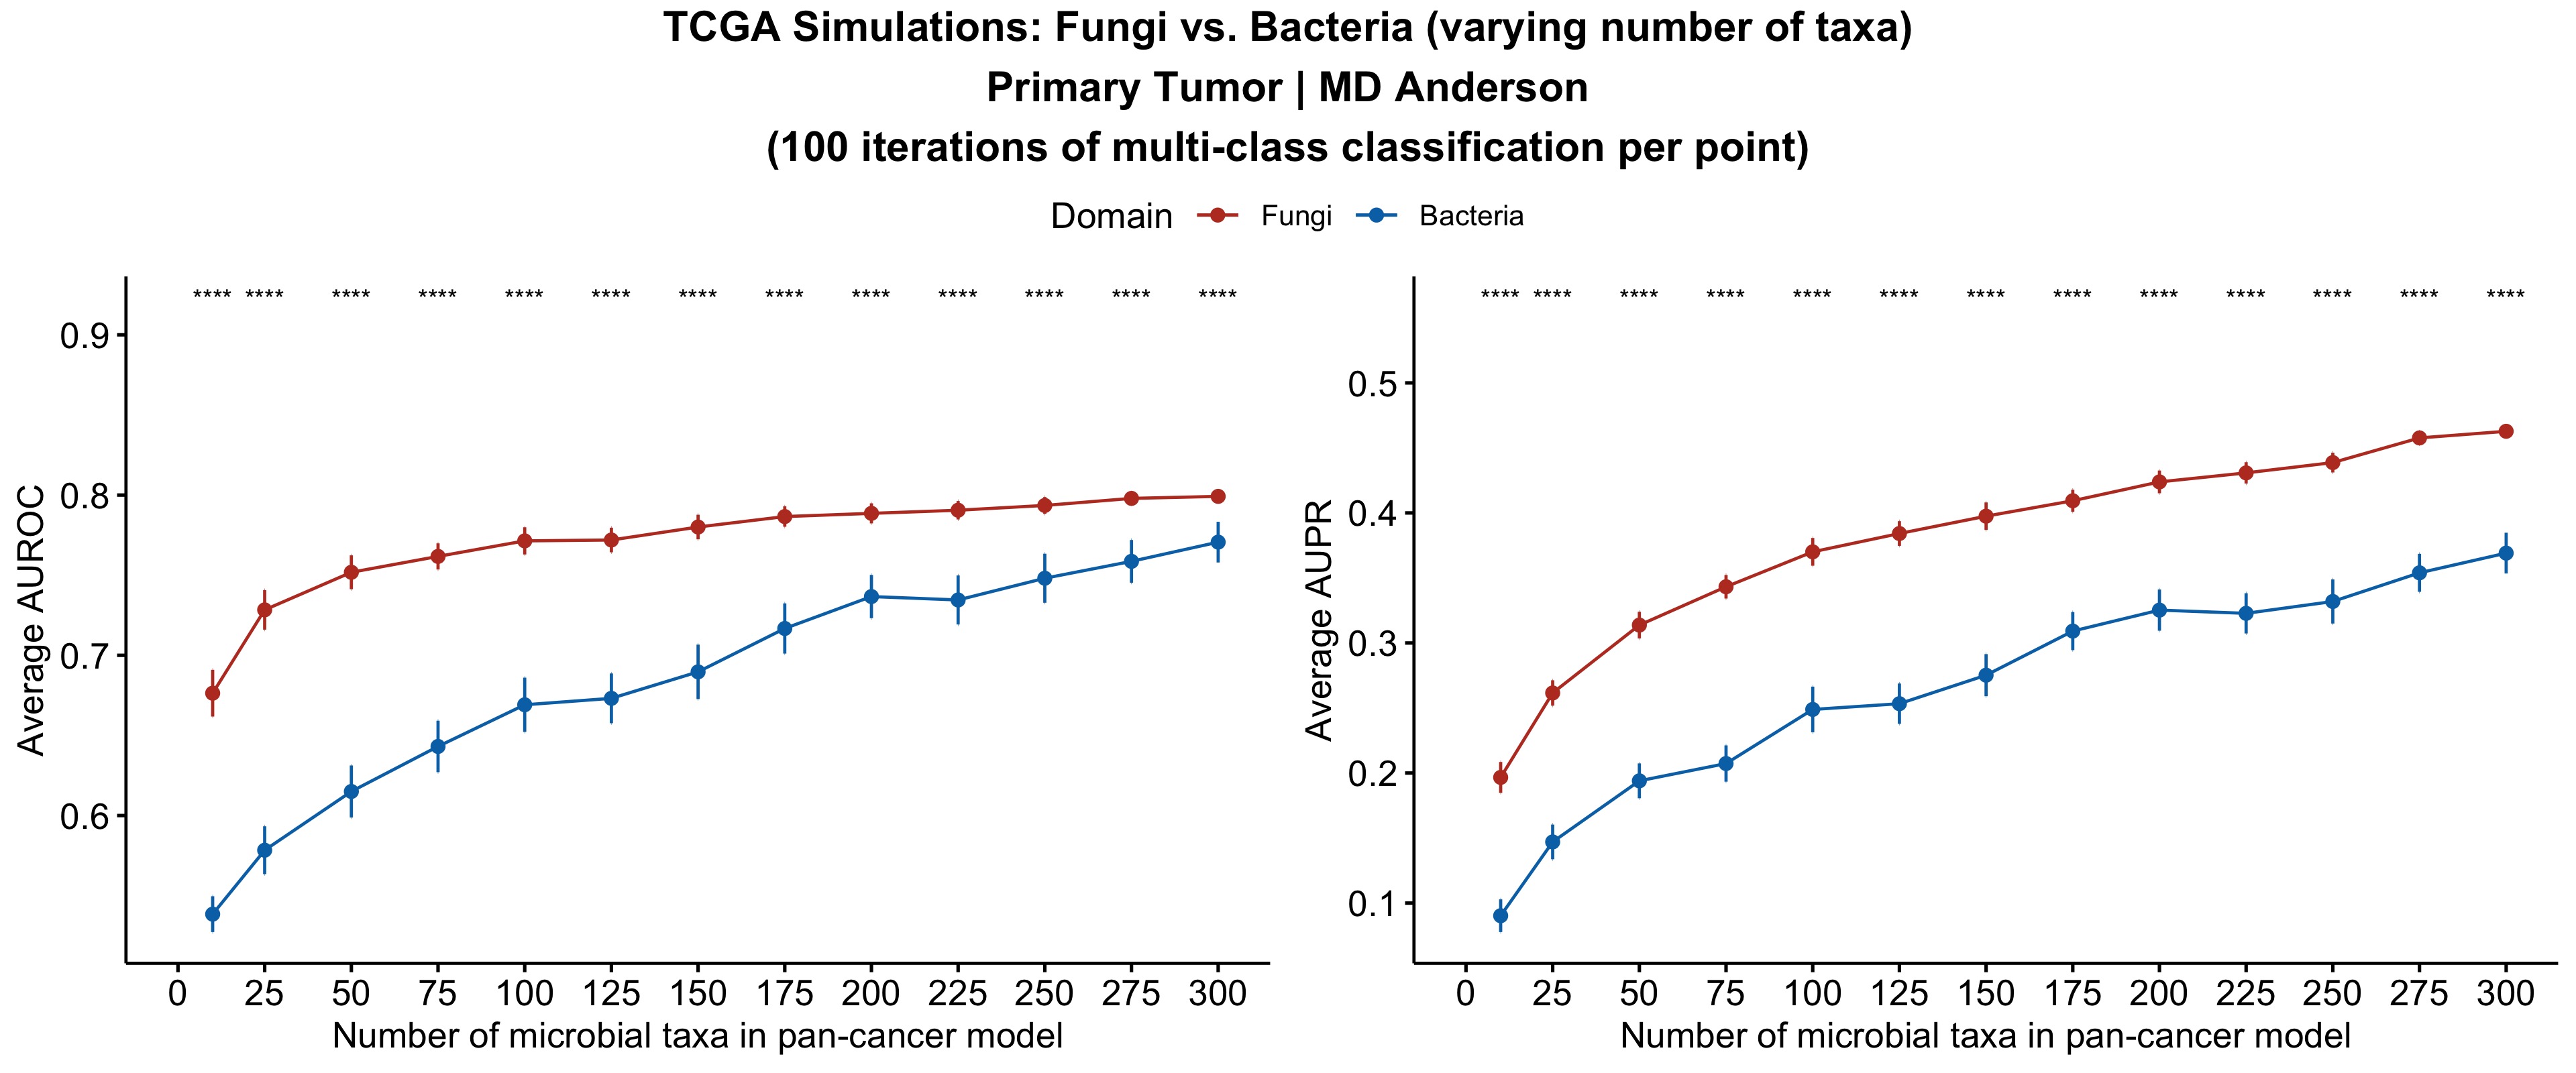 TCGA Simulations: Fungi vs. Bacteria (varying number of taxa)
Primary Tumor | MD Anderson
(100 iterations of multi-class classification per point)
Domain Fungi Bacteria
**** **** **** **** **** **** **** **** **** **** **** **** ****
Average AUROC
0.9
0.8
0.7
0.6
0 25 50 75 100 125 150 175 200 225 250 275 300
Number of microbial taxa in pan-cancer model
**** **** **** **** **** **** **** **** **** **** **** **** ****
Average AUPR
0.5
0.4
0.3
0.2
0.1
0 25 50 75 100 125 150 175 200 225 250 275 300
Number of microbial taxa in pan-cancer model